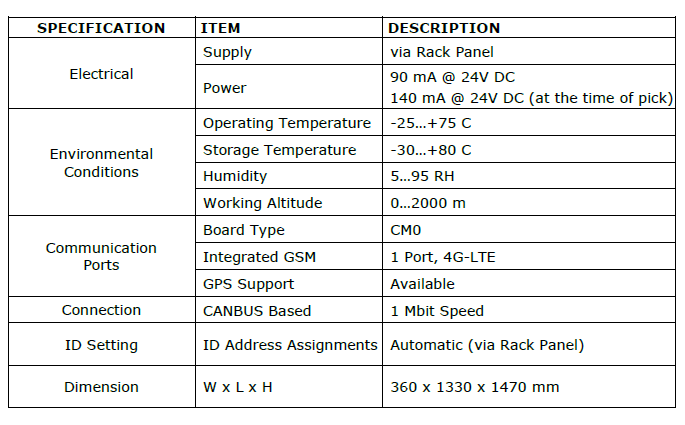 SPECIFICATION ITEM DESCRIPTION
Electrical
Supply via Rack Panel
Power
90 mA @ 24V DC
140 mA @ 24V DC (at the time of pick)
Environmental
Conditions
Operating Temperature -25...+75 C
Storage Temperature -30...+80 C
Humidity 5...95 RH
Working Altitude 0...2000 m
Communication
Ports
Board Type CM0
Integrated GSM 1 Port, 4G-LTE
GPS Support Available
Connection CANBUS Based 1 Mbit Speed
ID Setting ID Address Assignments Automatic (via Rack Panel)
Dimension W x L x H 360 x 1330 x 1470 mm